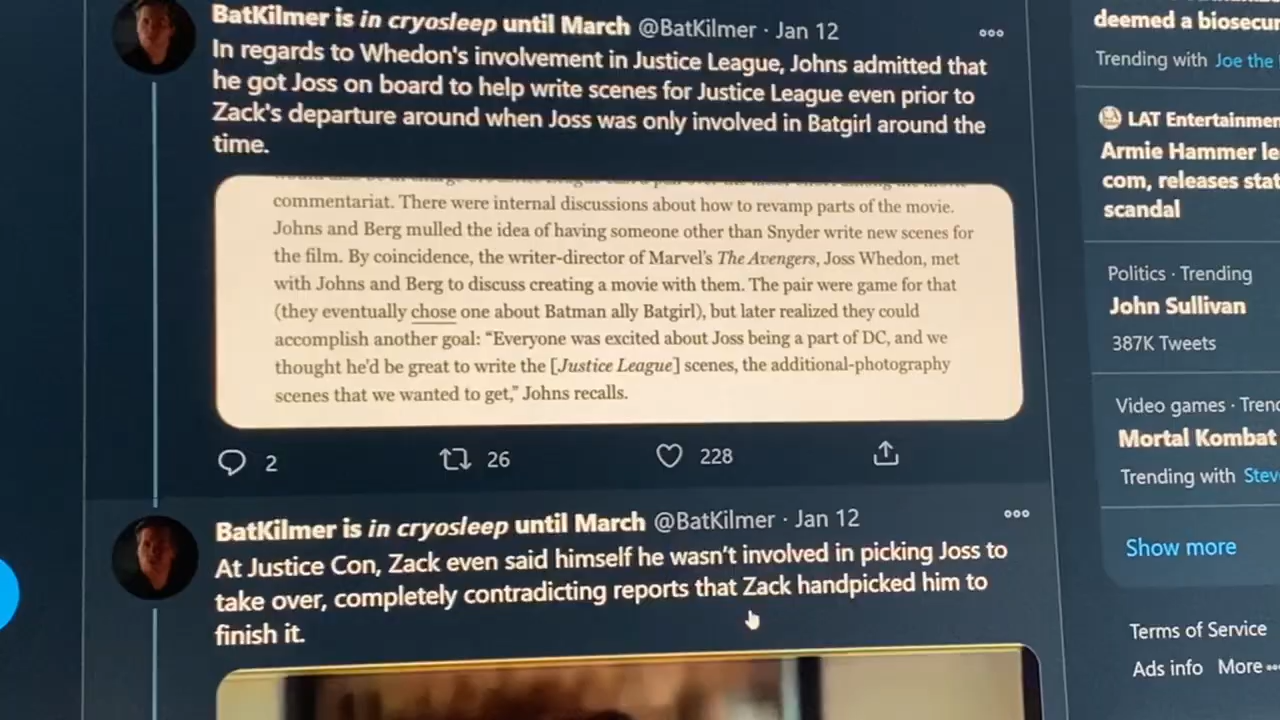 BatKilmer is in cryosleep until March @BatKilmer · Jan 12
In regards to Whedon's involvement in Justice League, Johns admitted that
he got Joss on board to help write scenes for Justice League even prior to
Zack's departure around when Joss was only involved in Batgirl around the
time.
commentariat. There were internal discussions about how to revamp parts of the movie.
Johns and Berg mulled the idea of having someone other than Snyder write new scenes for
the film. By coincidence, the writer-director of Marvel's The Avengers, Joss Whedon, met
with Johns and Berg to discuss creating a movie with them. The pair were game for that
(they eventually chose one about Batman ally Batgirl), but later realized they could
accomplish another goal: “Everyone was excited about Joss being a part of DC, and we
thought he'd be great to write the [Justice League] scenes, the additional-photography
scenes that we wanted to get,” Johns recalls.
2 26 228
BatKilmer is in cryosleep until March @BatKilmer · Jan 12
At Justice Con, Zack even said himself he wasn't involved in picking Joss to
take over, completely contradicting reports that Zack handpicked him to
finish it.
deemed a biosecur
Trending with Joe the
LAT Entertainmen
Armie Hammer le
com, releases stat
scandal
Politics · Trending
John Sullivan
387K Tweets
Video games · Trend
Mortal Kombat
Trending with Stev
Show more
Terms of Service
Ads info More